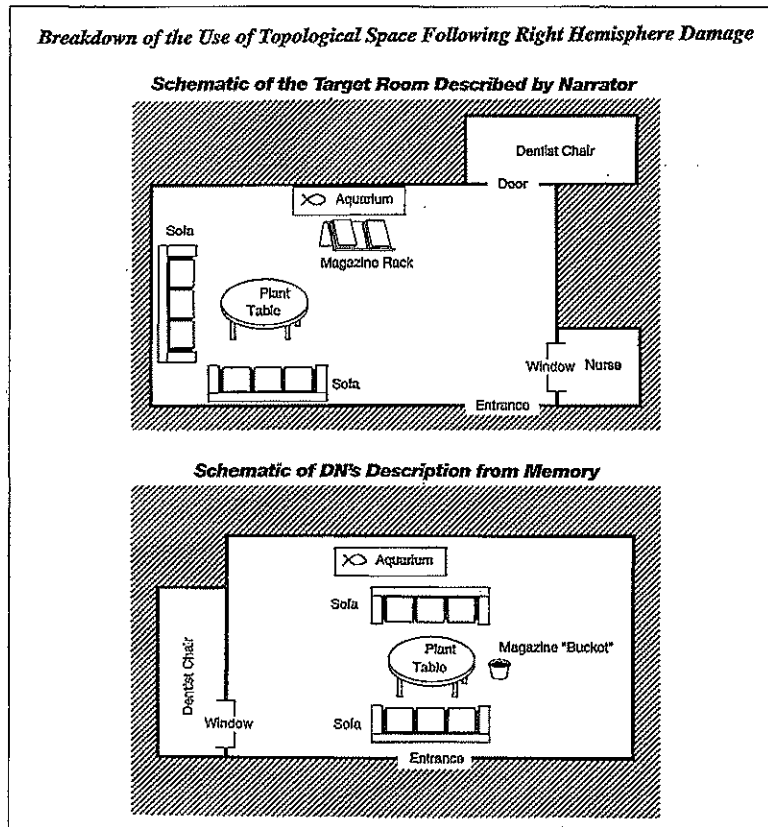 Breakdown of the Use of Topological Space Following Right Hemisphere Damage
Schematic of the Target Room Described by Narrator
Dentist Chair
Door
Aquarium
Sofa
Magazine Rack
Plant
Table
Window
Nurse
Sofa
Entrance
Schematic of DN's Description from Memory
Aquarium
Sofa
Dentist Chair
Plant
Table
Magazine "Bucket"
Window
Sofa
Entrance